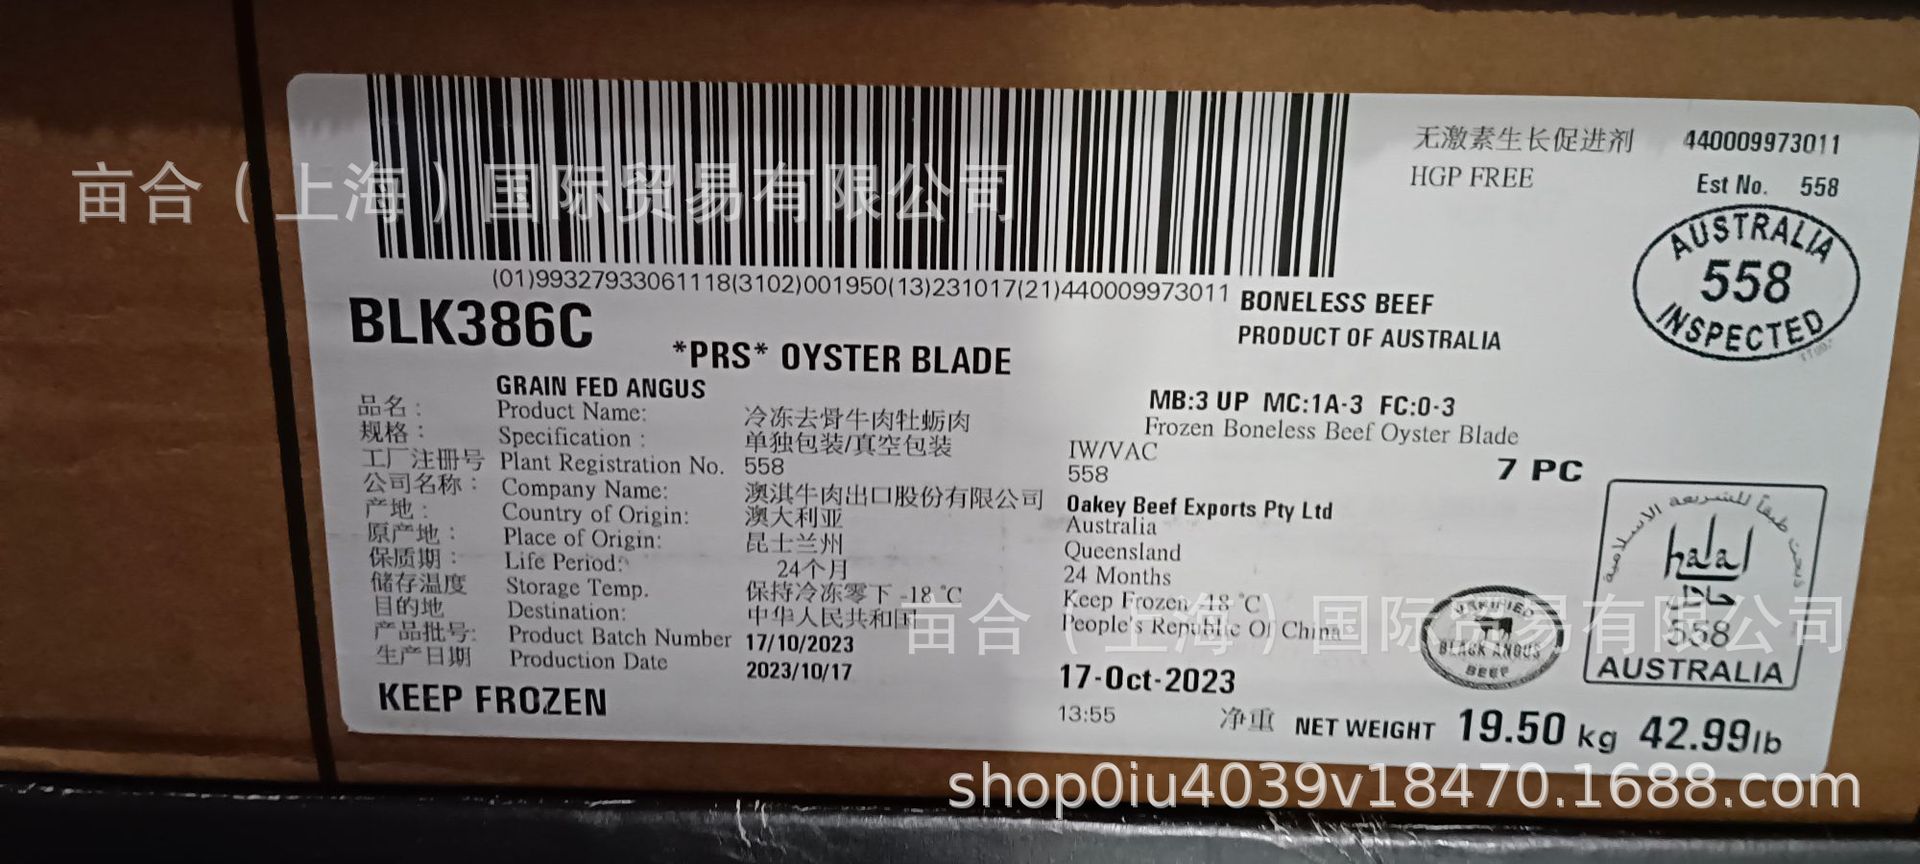 无激素生长促进剂 440009973011
HGP FREE
Est No. 558
亩合（上海）国际贸易有限公司
AUSTRALIA
558
INSPECTED
(01)99327933061118(3102)001950(13)231017(21)440009973011
BLK386C
BONELESS BEEF
PRODUCT OF AUSTRALIA
*PRS* OYSTER BLADE
GRAIN FED ANGUS
MB:3 UP MC:1A-3 FC:0-3
品名： Product Name: 冷冻去骨牛肉牡蛎肉 Frozen Boneless Beef Oyster Blade
规格： Specification : 单独包装/真空包装 IW/VAC
7 PC
工厂注册号 Plant Registration No. 558 558
公司名称： Company Name: 澳淇牛肉出口股份有限公司 Oakey Beef Exports Pty Ltd
产地： Country of Origin: 澳大利亚 Australia
原产地： Place of Origin: 昆士兰州 Queensland
保质期： Life Period: 24个月 24 Months
储存温度 Storage Temp. 保持冷冻零下 -18 °C Keep Frozen -18 °C
目的地 Destination: 中华人民共和国 People's Republic Of China
产品批号: Product Batch Number 17/10/2023
生产日期 Production Date 2023/10/17 17-Oct-2023
亩合（上海）国际贸易有限公司
VERIFIED
BLACK ANGUS
BEEF
ذبحت طبقاً للشريعة الاسلامية
halal
حلال
558
AUSTRALIA
KEEP FROZEN
13:55
净重 NET WEIGHT 19.50 kg 42.99lb
shop0iu4039v18470.1688.com